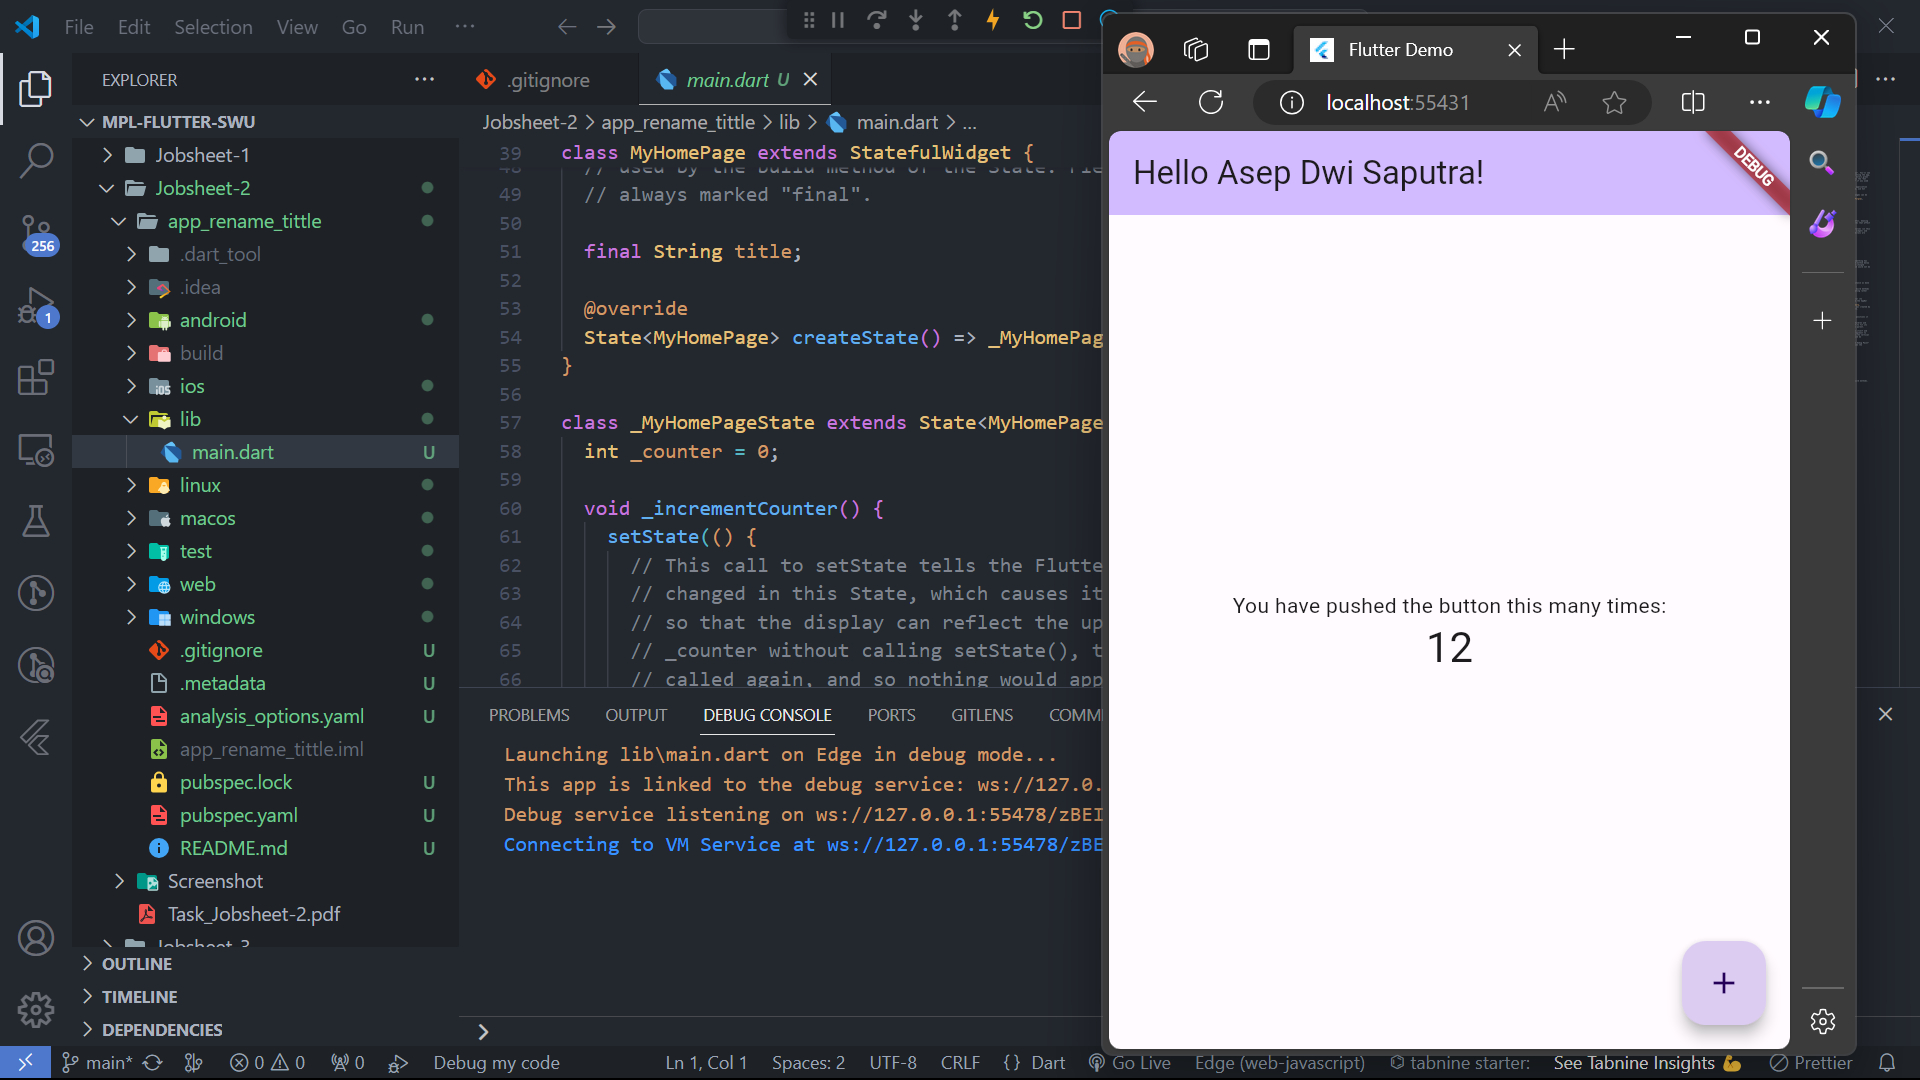 File Edit Selection View Go Run ...
EXPLORER
MPL-FLUTTER-SWU
Jobsheet-1
Jobsheet-2
app_rename_tittle
.dart_tool
.idea
android
build
ios
lib
main.dart U
linux
macos
test
web
windows
.gitignore U
.metadata U
analysis_options.yaml U
app_rename_tittle.iml
pubspec.lock U
pubspec.yaml U
README.md U
Screenshot
Task_Jobsheet-2.pdf
Jobsheet-3
OUTLINE
TIMELINE
DEPENDENCIES
256
1
.gitignore
main.dart U
Jobsheet-2 > app_rename_tittle > lib > main.dart > ...
39 class MyHomePage extends StatefulWidget {
48 // used by the build method of the State. Fie
49 // always marked "final".
50
51 final String title;
52
53 @override
54 State<MyHomePage> createState() => _MyHomePag
55 }
56
57 class _MyHomePageState extends State<MyHomePage
58 int _counter = 0;
59
60 void _incrementCounter() {
61 setState(() {
62 // This call to setState tells the Flutte
63 // changed in this State, which causes it
64 // so that the display can reflect the up
65 // _counter without calling setState(), t
66 // called again, and so nothing would app
PROBLEMS OUTPUT DEBUG CONSOLE PORTS GITLENS COMM
Launching lib\main.dart on Edge in debug mode...
This app is linked to the debug service: ws://127.0.
Debug service listening on ws://127.0.0.1:55478/zBEI
Connecting to VM Service at ws://127.0.0.1:55478/zBE
Flutter Demo
localhost:55431
Hello Asep Dwi Saputra!
DEBUG
You have pushed the button this many times:
12
main* 0 0 0 Debug my code Ln 1, Col 1 Spaces: 2 UTF-8 CRLF {} Dart Go Live Edge (web-javascript) tabnine starter: See Tabnine Insights 💪 Prettier